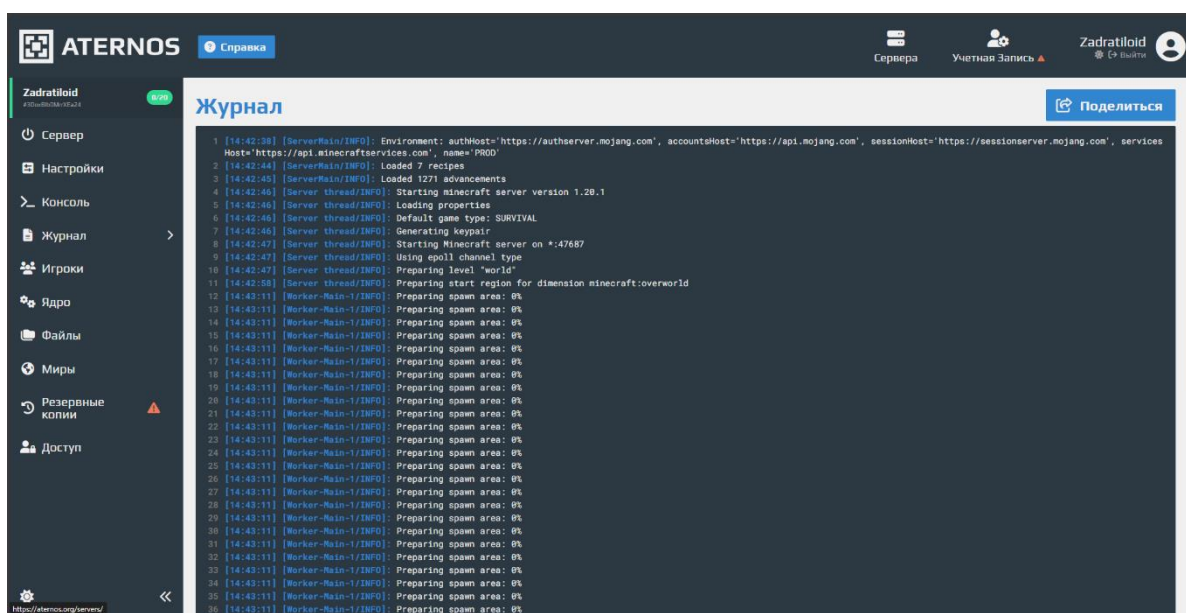 ATERNOS
Справка
Сервера
Учетная Запись
Zadratiloid
Выйти
Zadratiloid
0/20
Сервер
Настройки
Консоль
Журнал
Игроки
Ядро
Файлы
Миры
Резервные
копии
Доступ
https://aternos.org/servers/
Журнал
Поделиться
1 [14:42:38] [ServerMain/INFO]: Environment: authHost='https://authserver.mojang.com', accountsHost='https://api.mojang.com', sessionHost='https://sessionserver.mojang.com', services
Host='https://api.minecraftservices.com', name='PROD'
2 [14:42:44] [ServerMain/INFO]: Loaded 7 recipes
3 [14:42:45] [ServerMain/INFO]: Loaded 1271 advancements
4 [14:42:46] [Server thread/INFO]: Starting minecraft server version 1.20.1
5 [14:42:46] [Server thread/INFO]: Loading properties
6 [14:42:46] [Server thread/INFO]: Default game type: SURVIVAL
7 [14:42:46] [Server thread/INFO]: Generating keypair
8 [14:42:47] [Server thread/INFO]: Starting Minecraft server on *:47687
9 [14:42:47] [Server thread/INFO]: Using epoll channel type
10 [14:42:47] [Server thread/INFO]: Preparing level "world"
11 [14:42:58] [Server thread/INFO]: Preparing start region for dimension minecraft:overworld
12 [14:43:11] [Worker-Main-1/INFO]: Preparing spawn area: 0%
13 [14:43:11] [Worker-Main-1/INFO]: Preparing spawn area: 0%
14 [14:43:11] [Worker-Main-1/INFO]: Preparing spawn area: 0%
15 [14:43:11] [Worker-Main-1/INFO]: Preparing spawn area: 0%
16 [14:43:11] [Worker-Main-1/INFO]: Preparing spawn area: 0%
17 [14:43:11] [Worker-Main-1/INFO]: Preparing spawn area: 0%
18 [14:43:11] [Worker-Main-1/INFO]: Preparing spawn area: 0%
19 [14:43:11] [Worker-Main-1/INFO]: Preparing spawn area: 0%
20 [14:43:11] [Worker-Main-1/INFO]: Preparing spawn area: 0%
21 [14:43:11] [Worker-Main-1/INFO]: Preparing spawn area: 0%
22 [14:43:11] [Worker-Main-1/INFO]: Preparing spawn area: 0%
23 [14:43:11] [Worker-Main-1/INFO]: Preparing spawn area: 0%
24 [14:43:11] [Worker-Main-1/INFO]: Preparing spawn area: 0%
25 [14:43:11] [Worker-Main-1/INFO]: Preparing spawn area: 0%
26 [14:43:11] [Worker-Main-1/INFO]: Preparing spawn area: 0%
27 [14:43:11] [Worker-Main-1/INFO]: Preparing spawn area: 0%
28 [14:43:11] [Worker-Main-1/INFO]: Preparing spawn area: 0%
29 [14:43:11] [Worker-Main-1/INFO]: Preparing spawn area: 0%
30 [14:43:11] [Worker-Main-1/INFO]: Preparing spawn area: 0%
31 [14:43:11] [Worker-Main-1/INFO]: Preparing spawn area: 0%
32 [14:43:11] [Worker-Main-1/INFO]: Preparing spawn area: 0%
33 [14:43:11] [Worker-Main-1/INFO]: Preparing spawn area: 0%
34 [14:43:11] [Worker-Main-1/INFO]: Preparing spawn area: 0%
35 [14:43:11] [Worker-Main-1/INFO]: Preparing spawn area: 0%
36 [14:43:11] [Worker-Main-1/INFO]: Preparing spawn area: 0%